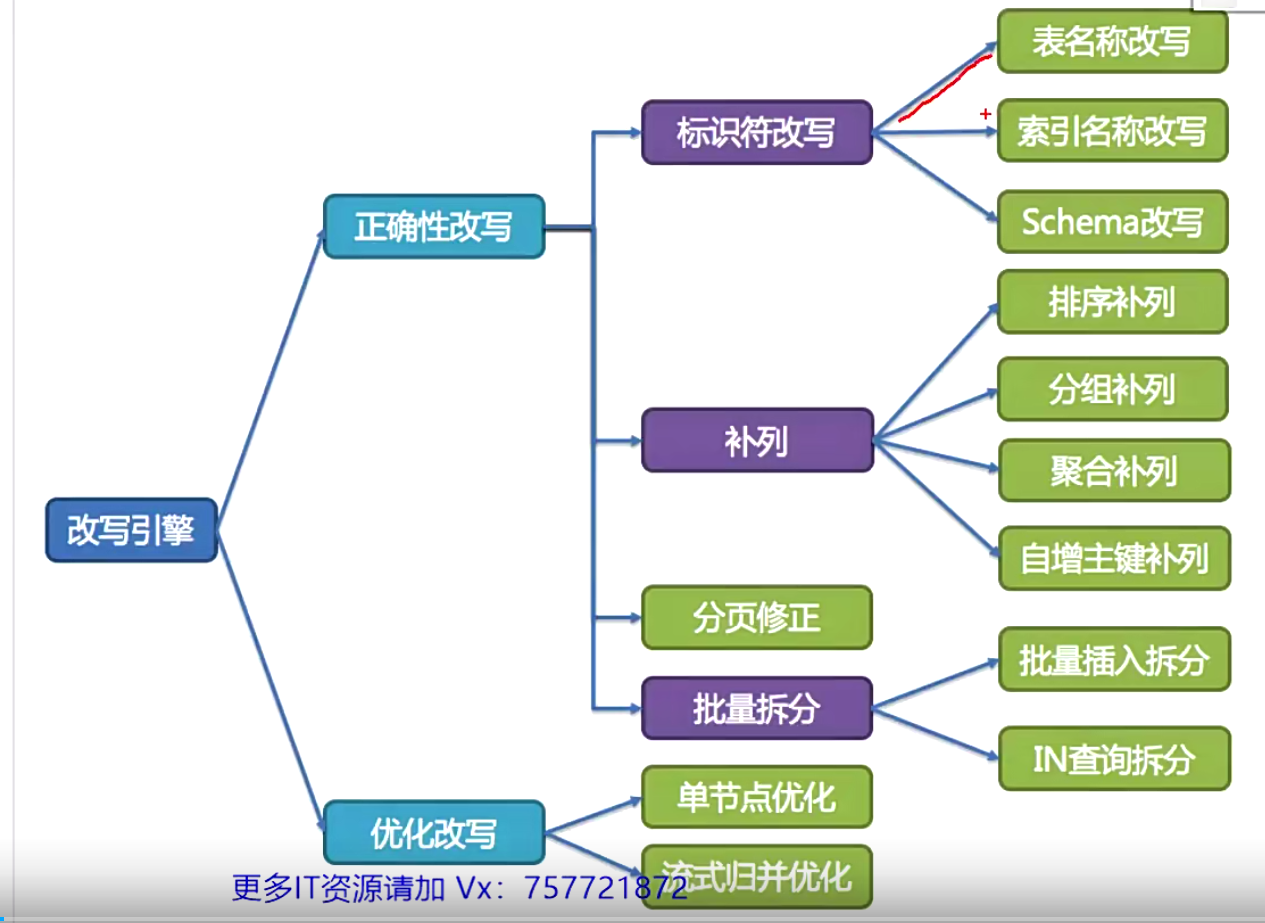 改写引擎
正确性改写
标识符改写
表名称改写
索引名称改写
Schema改写
补列
排序补列
分组补列
聚合补列
自增主键补列
分页修正
批量拆分
批量插入拆分
IN查询拆分
优化改写
单节点优化
流式归并优化
更多IT资源请加 Vx：757721872